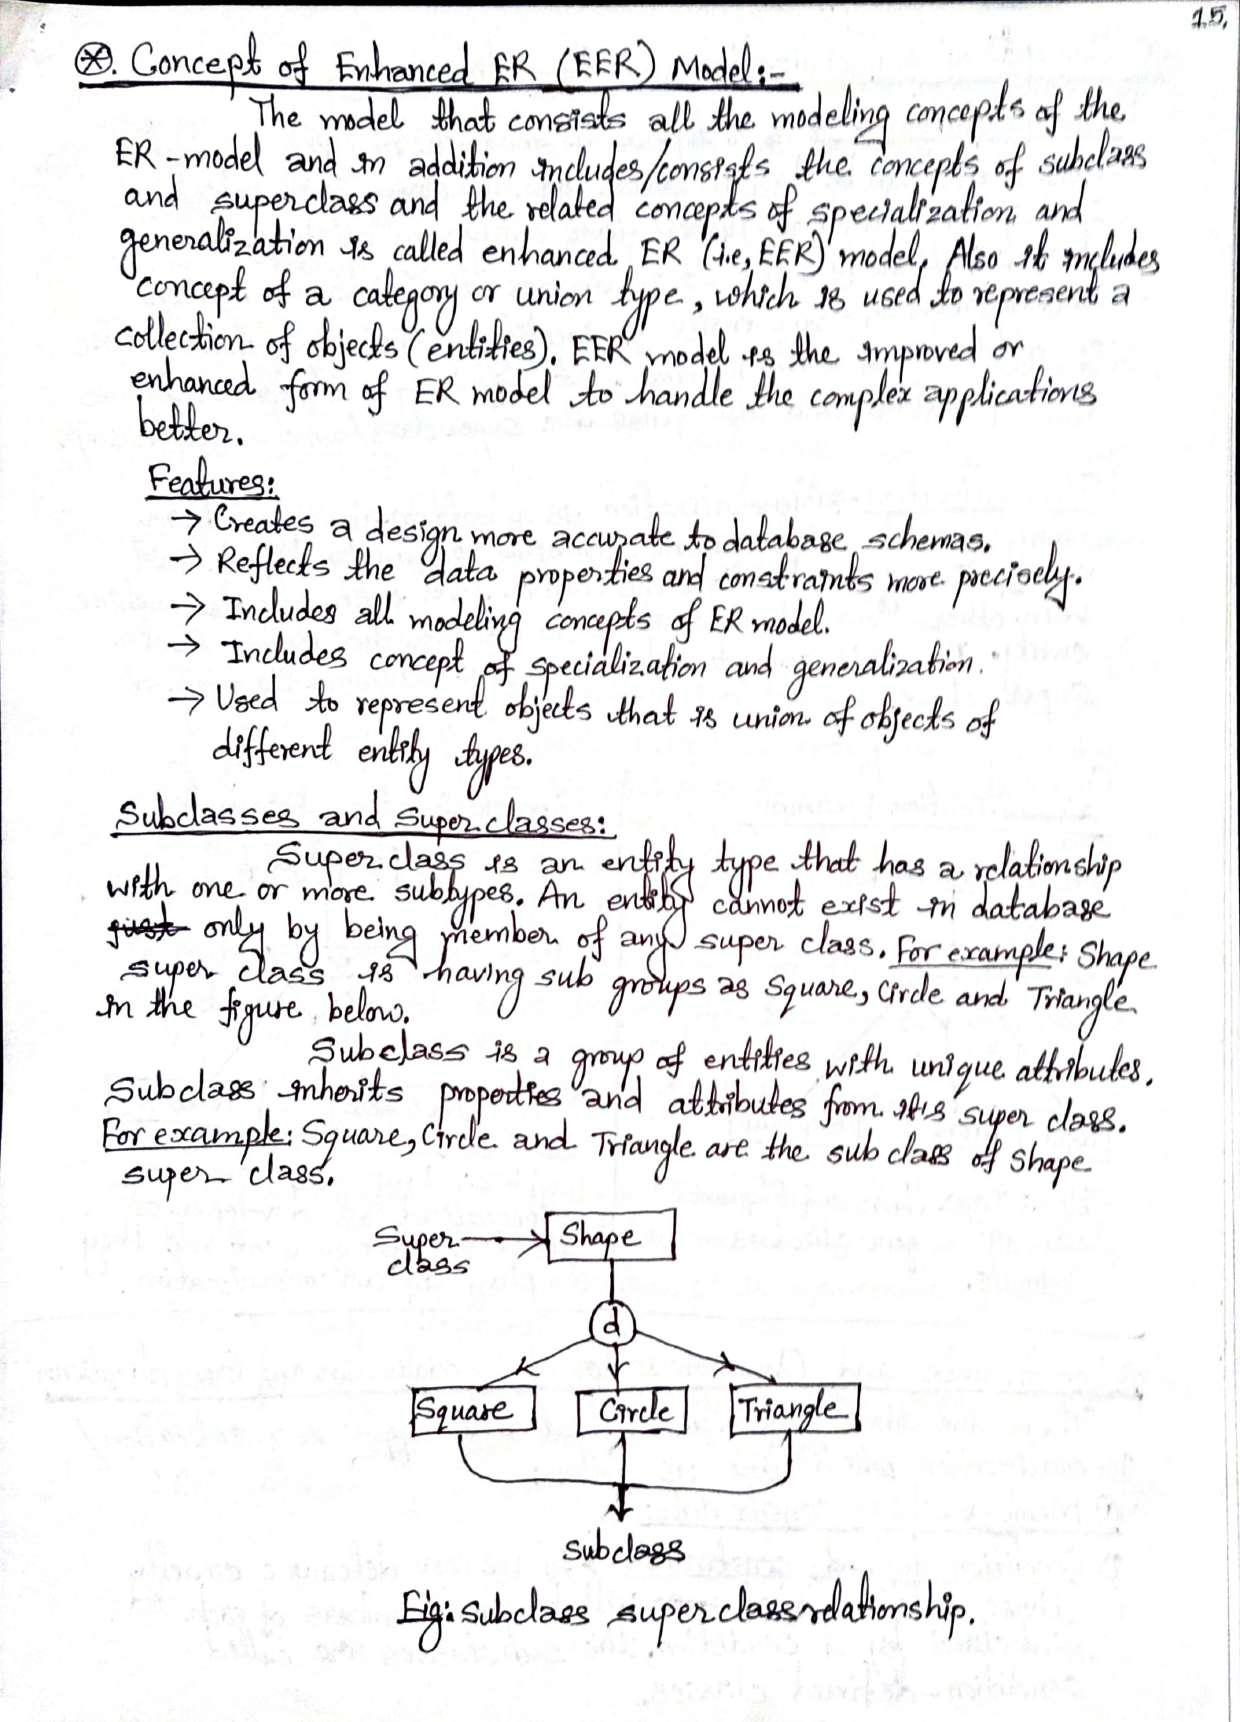 15.
⊛. Concept of Enhanced ER (EER) Model:-
The model that consists all the modeling concepts of the
ER-model and in addition includes/consists the concepts of subclass
and superclass and the related concepts of specialization and
generalization is called enhanced ER (i.e, EER) model. Also it includes
concept of a category or union type, which is used to represent a
collection of objects (entities). EER model is the improved or
enhanced form of ER model to handle the complex applications
better.
Features:
→ Creates a design more accurate to database schemas.
→ Reflects the data properties and constraints more precisely.
→ Includes all modeling concepts of ER model.
→ Includes concept of specialization and generalization.
→ Used to represent objects that is union of objects of
different entity types.
Subclasses and Super classes:
Super class is an entity type that has a relationship
with one or more subtypes. An entity cannot exist in database
just only by being member of any super class. For example: Shape
super class is having sub groups as Square, Circle and Triangle
in the figure below.
Subclass is a group of entities with unique attributes.
Subclass inherits properties and attributes from its super class.
For example: Square, Circle and Triangle are the sub class of Shape
super class.
Super class → Shape
d
Square Circle Triangle
subclass
Fig: subclass super class relationship.